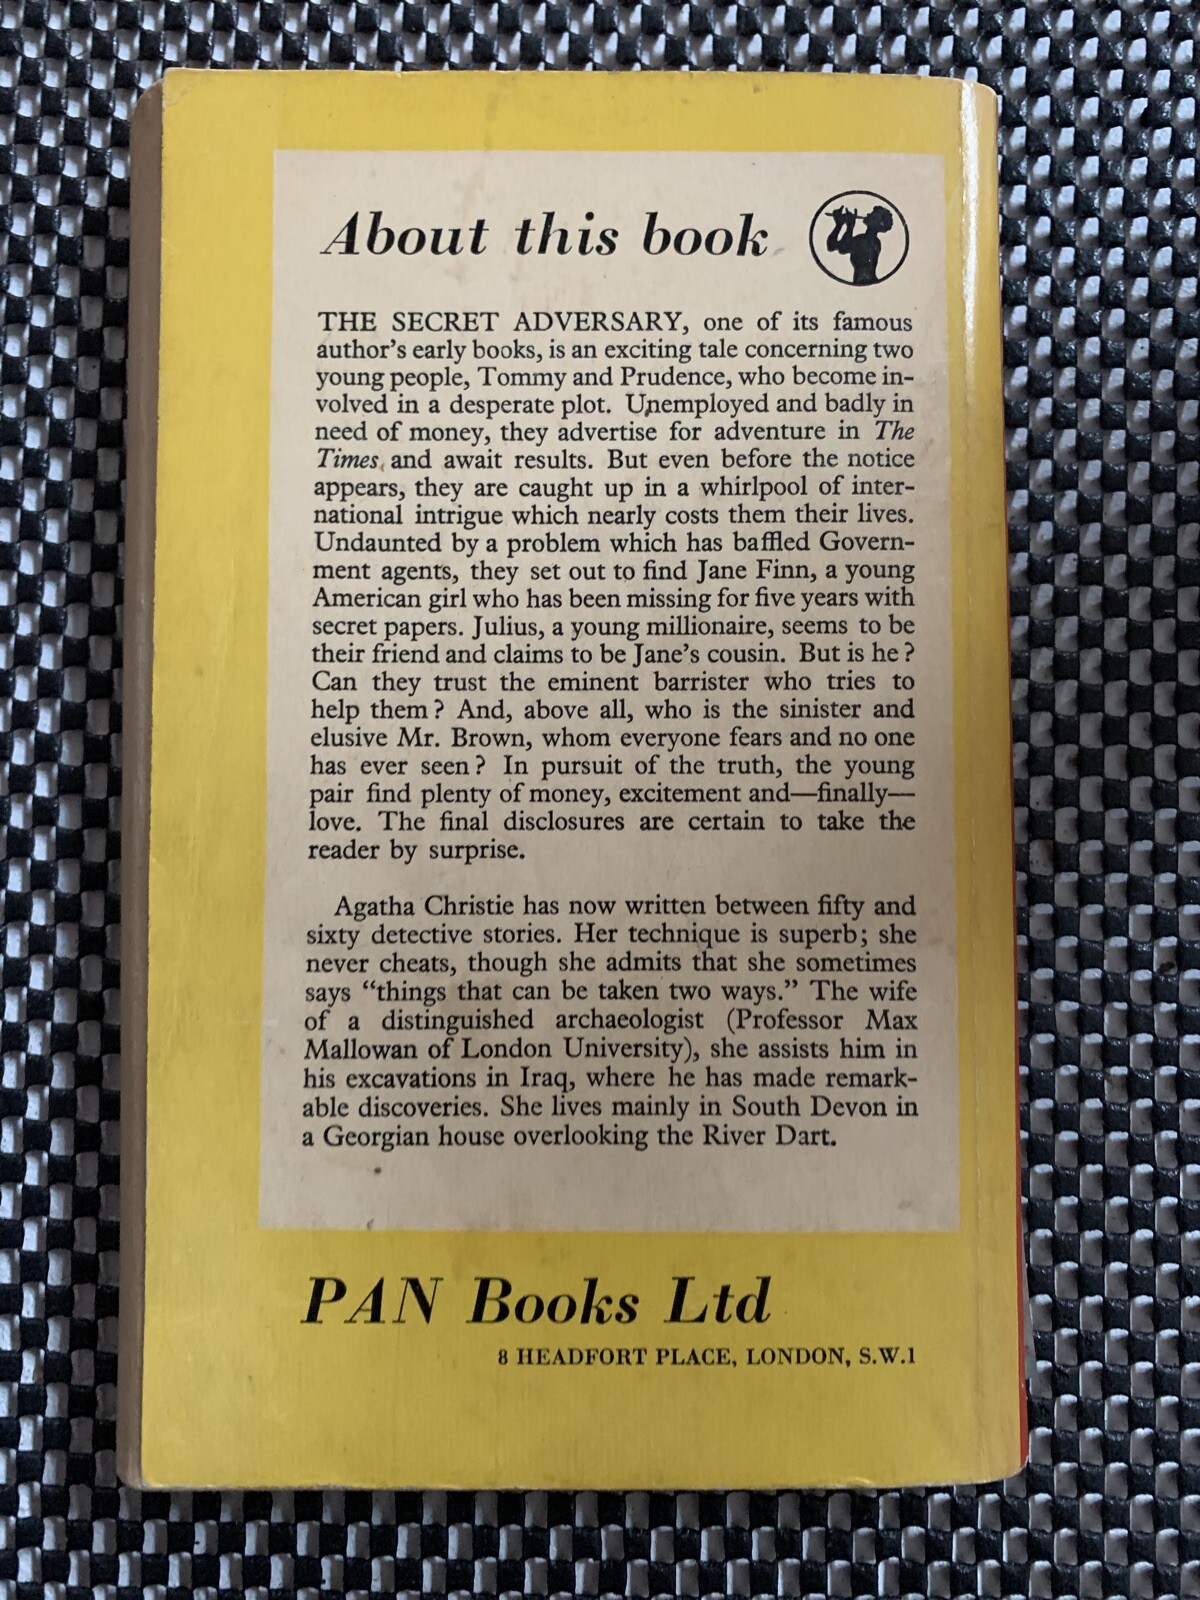 About this book
THE SECRET ADVERSARY, one of its famous
author's early books, is an exciting tale concerning two
young people, Tommy and Prudence, who become in-
volved in a desperate plot. Unemployed and badly in
need of money, they advertise for adventure in The
Times and await results. But even before the notice
appears, they are caught up in a whirlpool of inter-
national intrigue which nearly costs them their lives.
Undaunted by a problem which has baffled Govern-
ment agents, they set out to find Jane Finn, a young
American girl who has been missing for five years with
secret papers. Julius, a young millionaire, seems to be
their friend and claims to be Jane's cousin. But is he?
Can they trust the eminent barrister who tries to
help them? And, above all, who is the sinister and
elusive Mr. Brown, whom everyone fears and no one
has ever seen? In pursuit of the truth, the young
pair find plenty of money, excitement and—finally—
love. The final disclosures are certain to take the
reader by surprise.
Agatha Christie has now written between fifty and
sixty detective stories. Her technique is superb; she
never cheats, though she admits that she sometimes
says “things that can be taken two ways.” The wife
of a distinguished archaeologist (Professor Max
Mallowan of London University), she assists him in
his excavations in Iraq, where he has made remark-
able discoveries. She lives mainly in South Devon in
a Georgian house overlooking the River Dart.
PAN Books Ltd
8 HEADFORT PLACE, LONDON, S.W.1